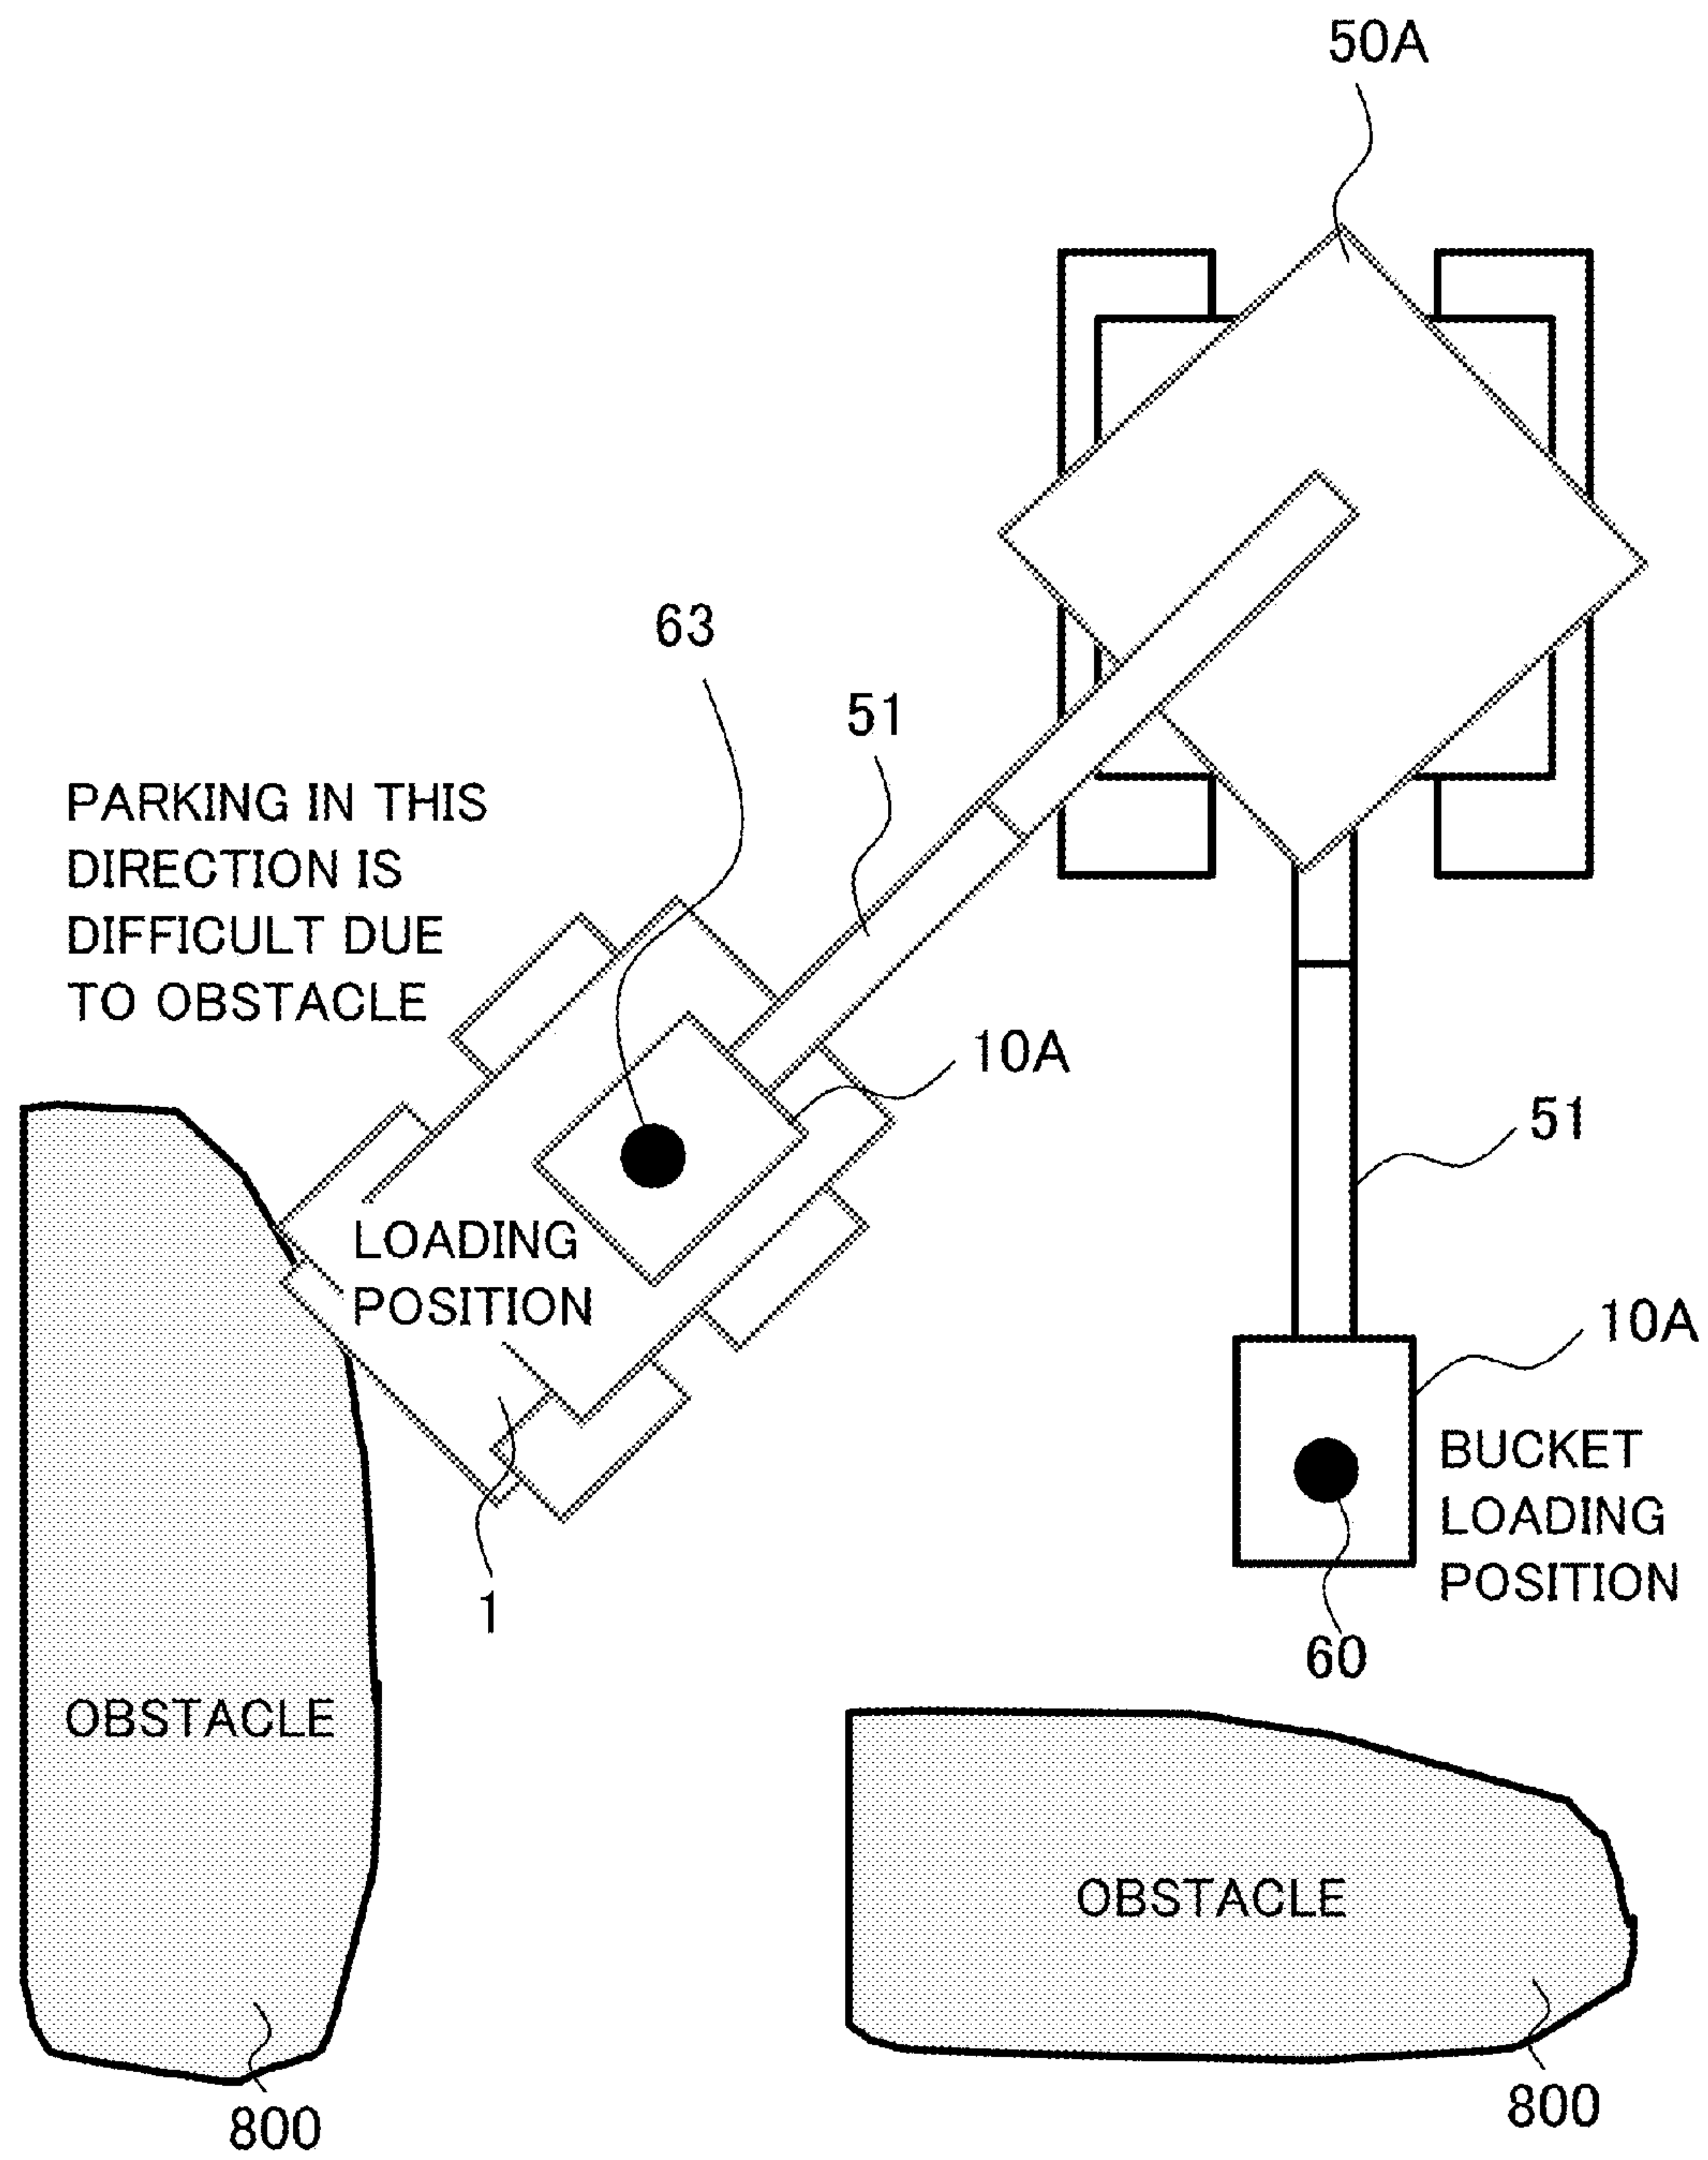 50A
63
51
PARKING IN THIS
DIRECTION IS
DIFFICULT DUE
TO OBSTACLE
10A
51
LOADING
POSITION
10A
BUCKET
LOADING
POSITION
1
60
OBSTACLE
OBSTACLE
800
800